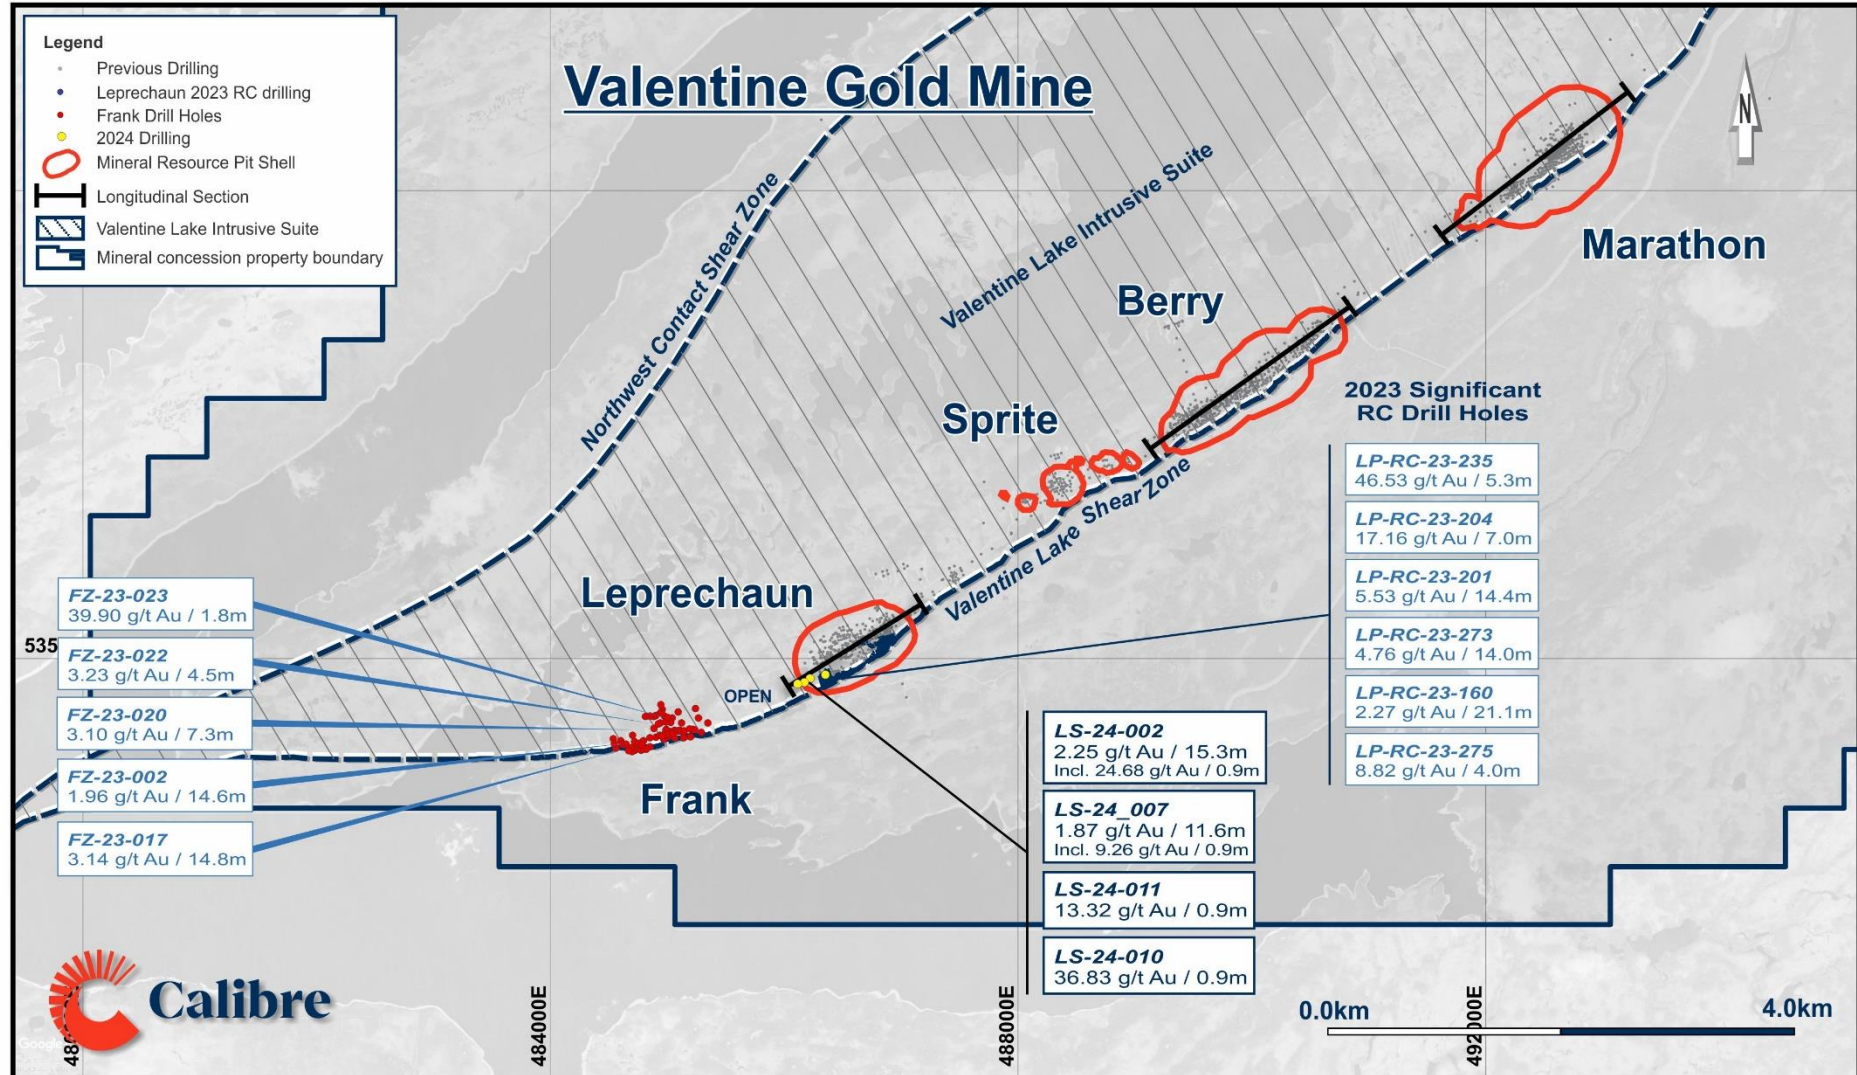 Valentine Gold Mine
Legend
Previous Drilling
Leprechaun 2023 RC drilling
Frank Drill Holes
2024 Drilling
Mineral Resource Pit Shell
Longitudinal Section
Valentine Lake Intrusive Suite
Mineral concession property boundary
N
Northwest Contact Shear Zone
Valentine Lake Intrusive Suite
Marathon
Berry
Sprite
Valentine Lake Shear Zone
Leprechaun
OPEN
Frank
2023 Significant
RC Drill Holes
LP-RC-23-235
46.53 g/t Au / 5.3m
LP-RC-23-204
17.16 g/t Au / 7.0m
LP-RC-23-201
5.53 g/t Au / 14.4m
LP-RC-23-273
4.76 g/t Au / 14.0m
LP-RC-23-160
2.27 g/t Au / 21.1m
LP-RC-23-275
8.82 g/t Au / 4.0m
FZ-23-023
39.90 g/t Au / 1.8m
FZ-23-022
3.23 g/t Au / 4.5m
FZ-23-020
3.10 g/t Au / 7.3m
FZ-23-002
1.96 g/t Au / 14.6m
FZ-23-017
3.14 g/t Au / 14.8m
LS-24-002
2.25 g/t Au / 15.3m
Incl. 24.68 g/t Au / 0.9m
LS-24_007
1.87 g/t Au / 11.6m
Incl. 9.26 g/t Au / 0.9m
LS-24-011
13.32 g/t Au / 0.9m
LS-24-010
36.83 g/t Au / 0.9m
535
Calibre
Google
484000E
488000E
492000E
0.0km
4.0km